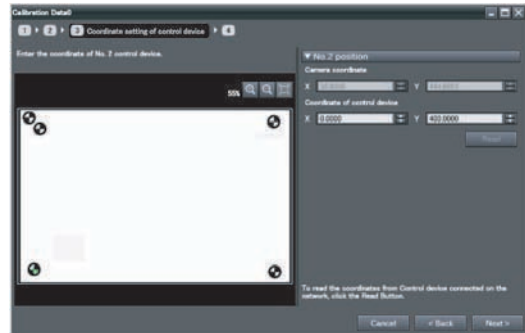 Calibration Data0
1 2 3 Coordinate setting of control device 4
Enter the coordinate of No. 2 control device.
55%
▼ No.2 position
Camera coordinate
X Y
Coordinate of control device
X 0.0000 Y 400.0000
Read
To read the coordinates from Control device connected on the
network, click the Read Button.
Cancel < Back Next >